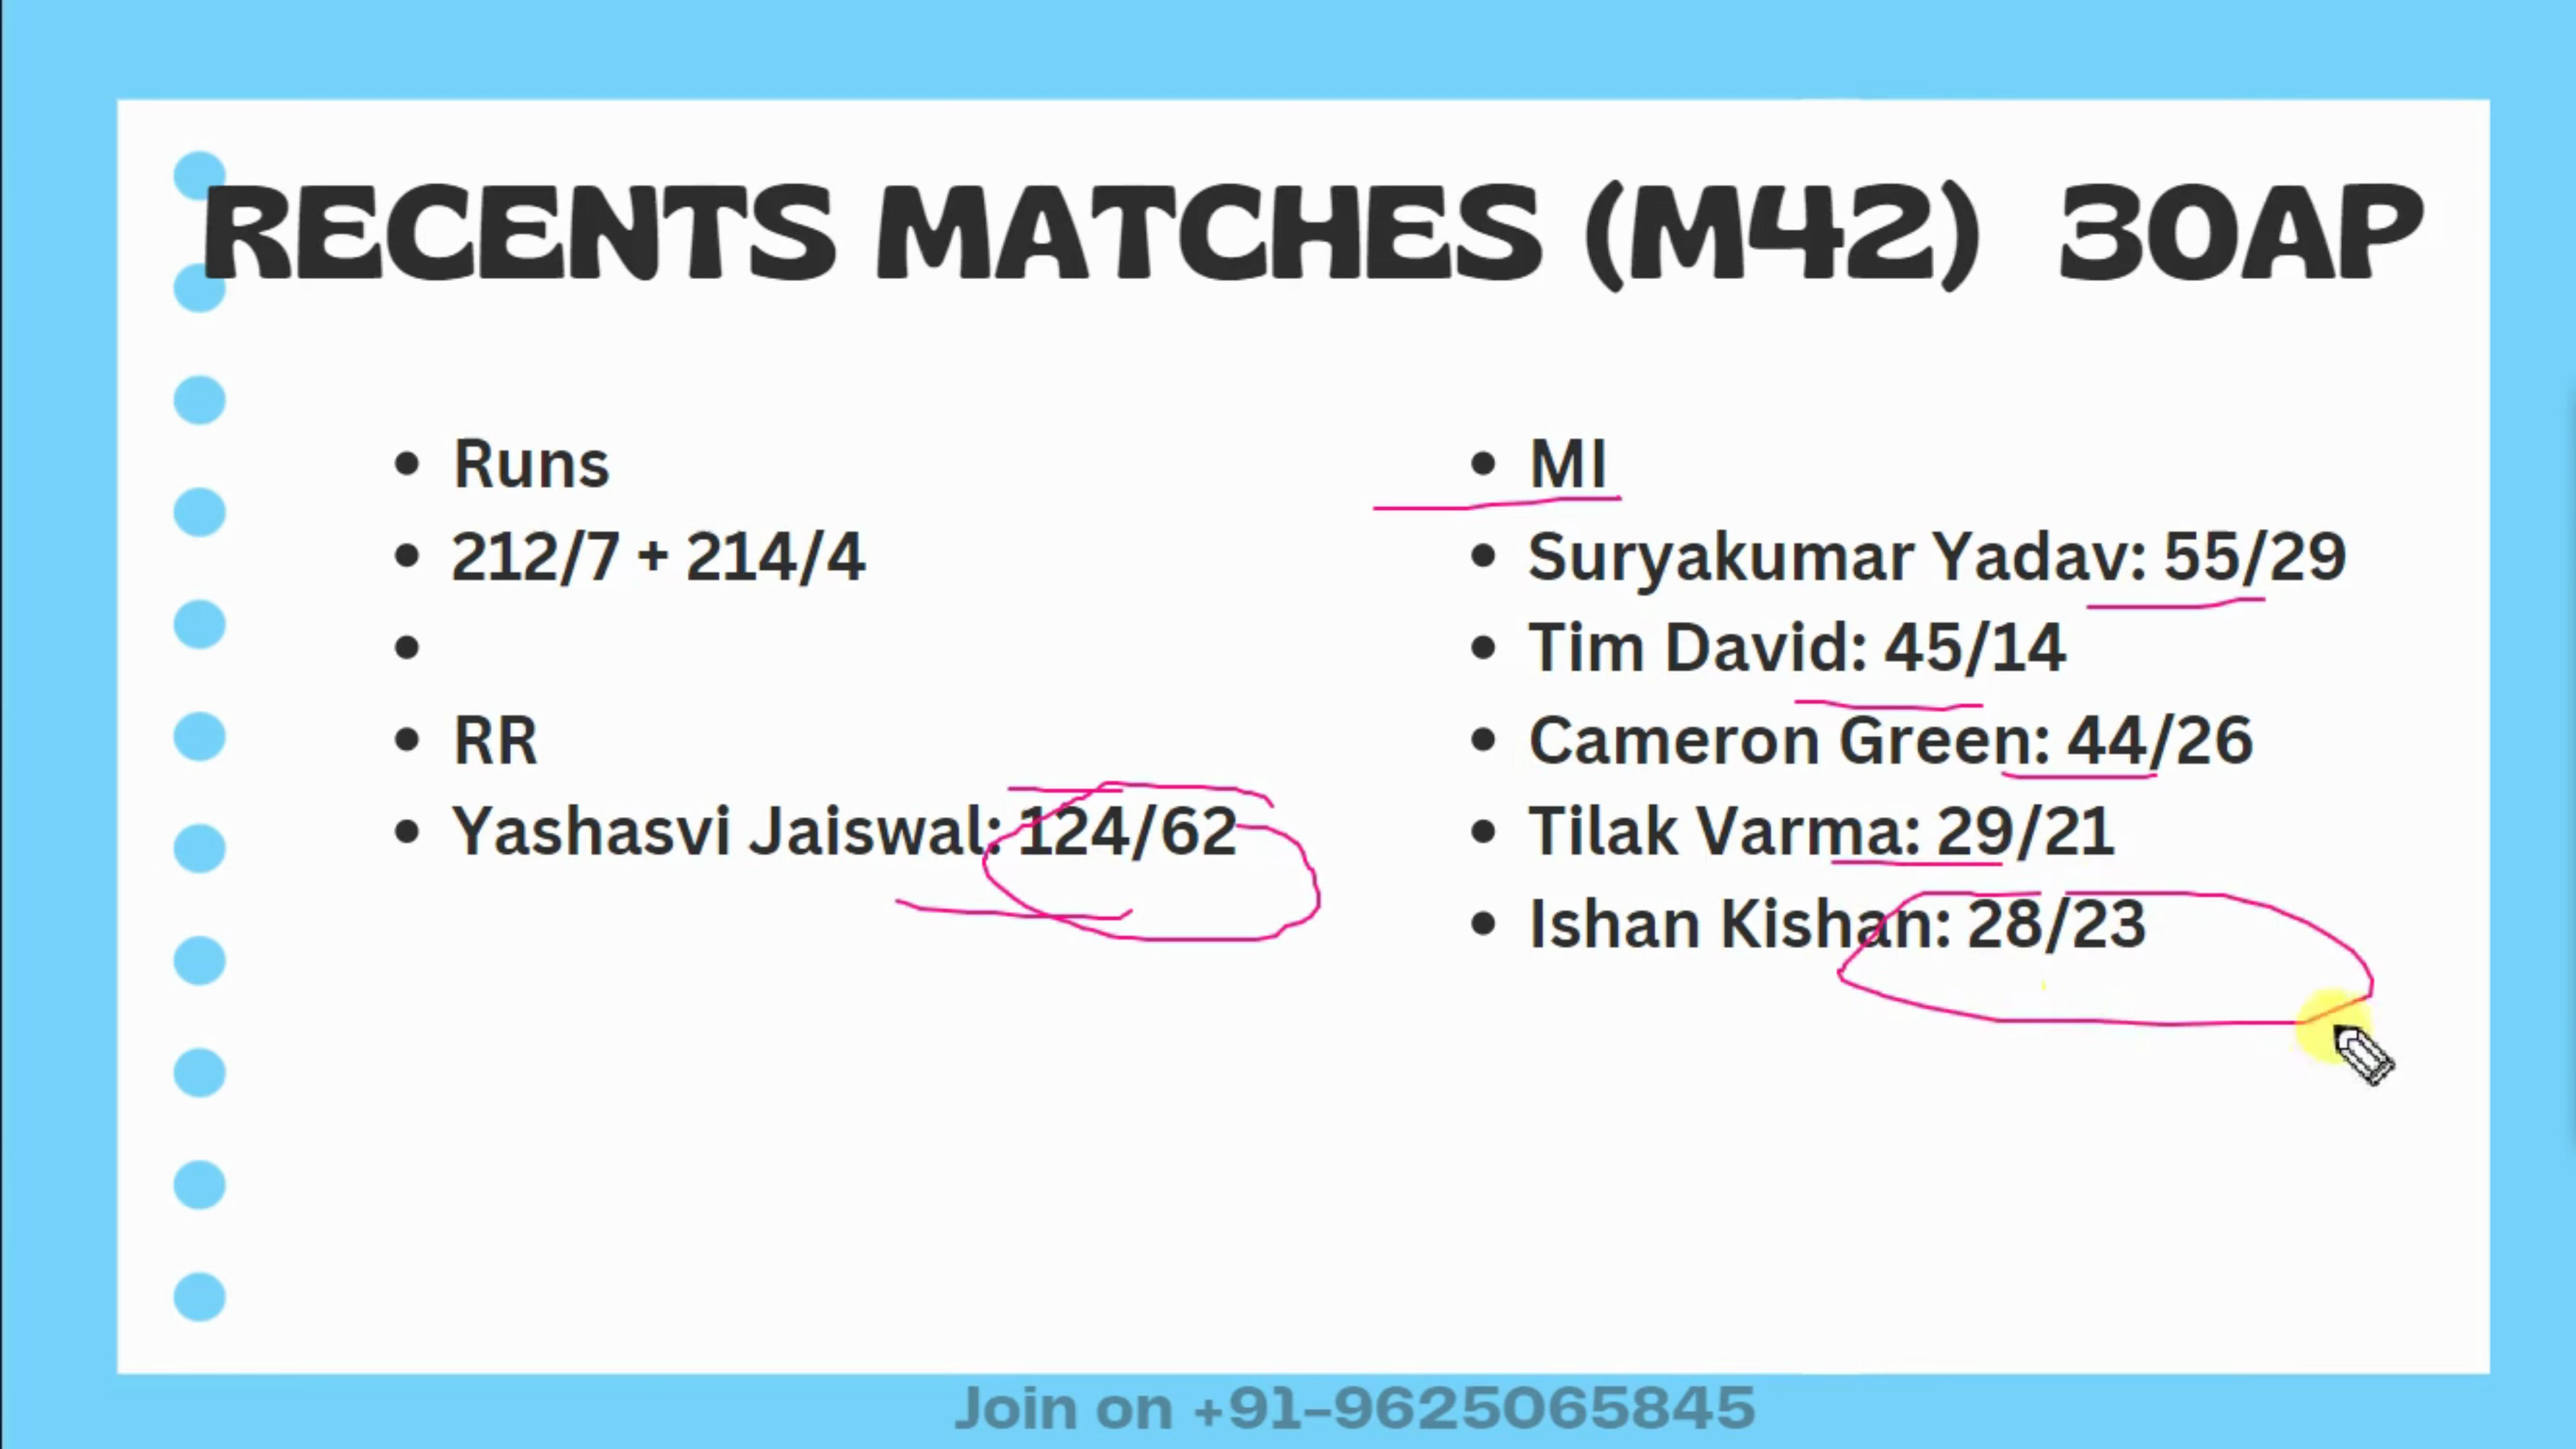 RECENTS MATCHES (M42) 30AP
Runs
212/7 + 214/4
RR
Yashasvi Jaiswal: 124/62
MI
Suryakumar Yadav: 55/29
Tim David: 45/14
Cameron Green: 44/26
Tilak Varma: 29/21
Ishan Kishan: 28/23
Join on +91-9625065845